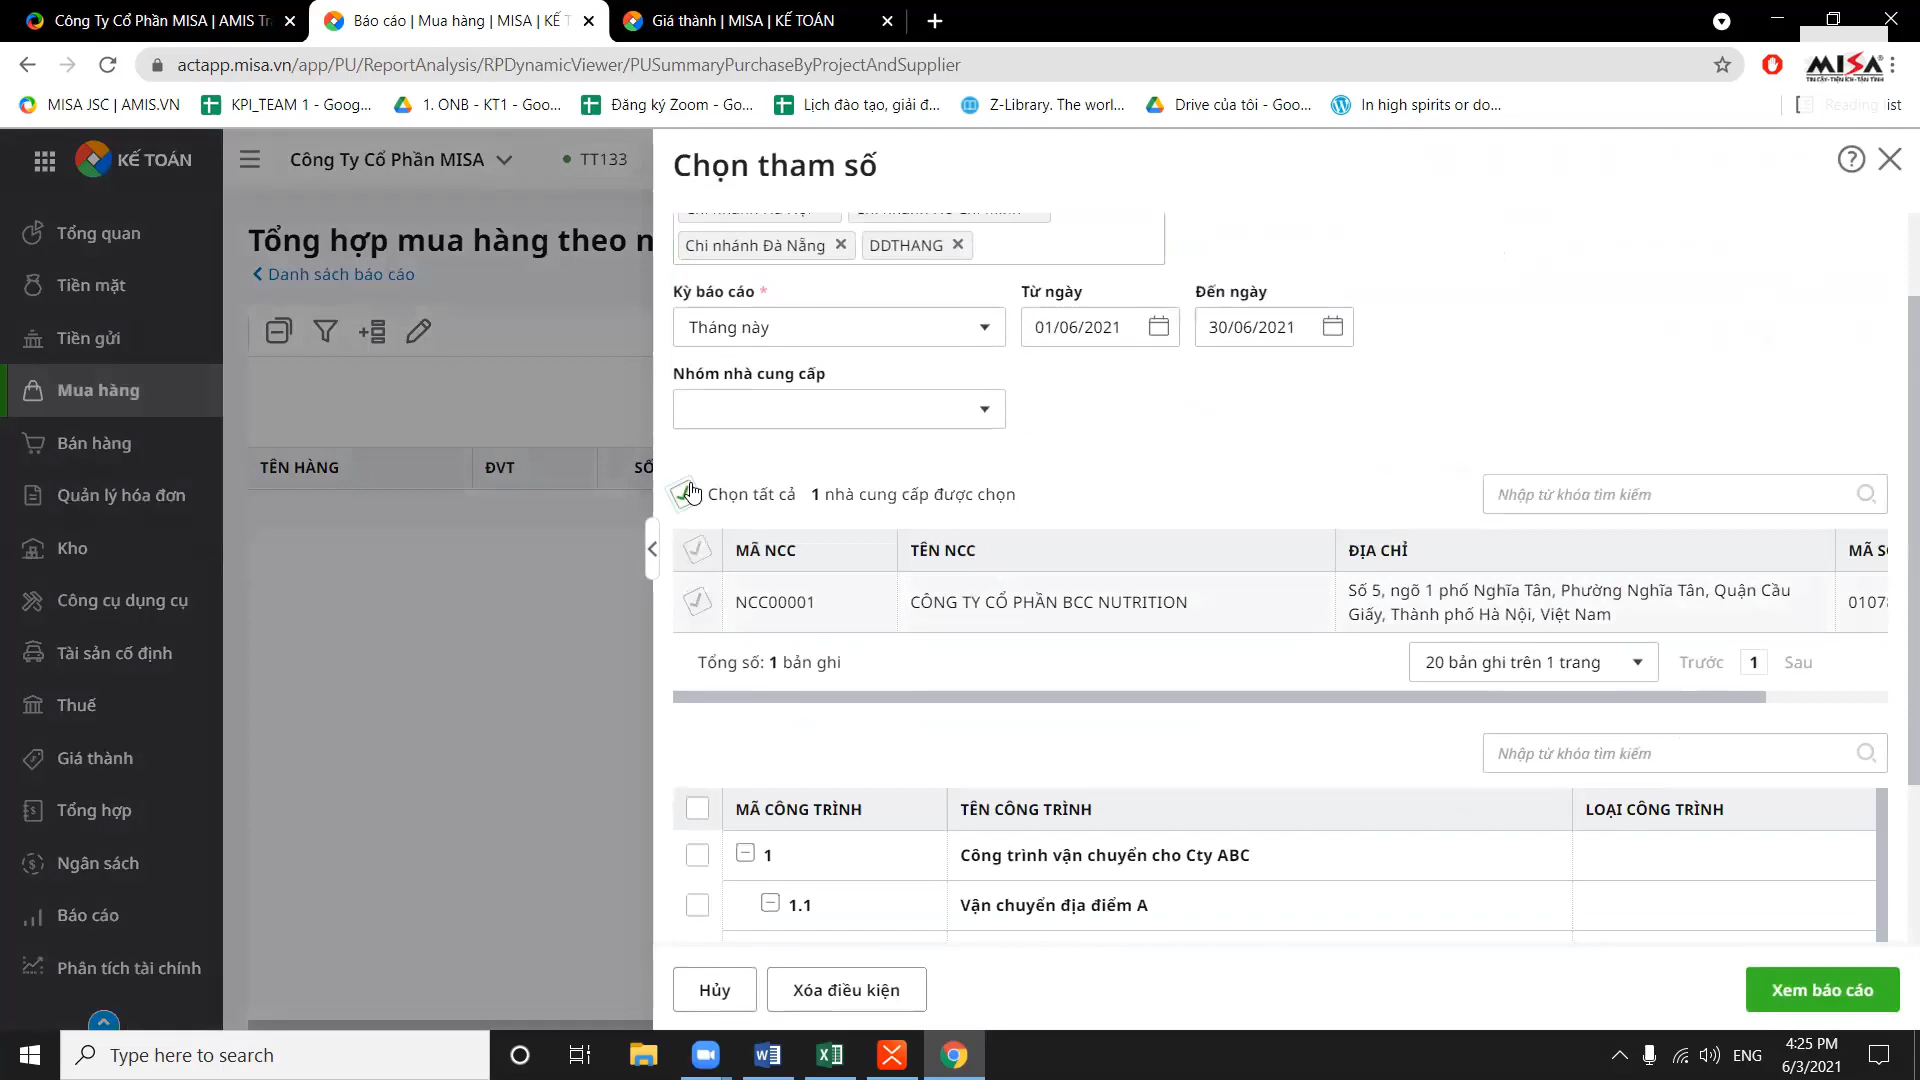 Công Ty Cổ Phần MISA | AMIS Tr
Báo cáo | Mua hàng | MISA | KẾ T
Giá thành | MISA | KẾ TOÁN
actapp.misa.vn/app/PU/ReportAnalysis/RPDynamicViewer/PUSummaryPurchaseByProjectAndSupplier
MISA
TIN CẬY-TIỆN ÍCH-TẬN TÌNH
MISA JSC | AMIS.VN
KPI_TEAM 1 - Goog...
1. ONB - KT1 - Goo...
Đăng ký Zoom - Go...
Lịch đào tạo, giải đ...
Z-Library. The worl...
Drive của tôi - Goo...
In high spirits or do...
Reading list
KẾ TOÁN
Công Ty Cổ Phần MISA
TT133
Tổng quan
Tiền mặt
Tiền gửi
Mua hàng
Bán hàng
Quản lý hóa đơn
Kho
Công cụ dụng cụ
Tài sản cố định
Thuế
Giá thành
Tổng hợp
Ngân sách
Báo cáo
Phân tích tài chính
Tổng hợp mua hàng theo n
Danh sách báo cáo
TÊN HÀNG
ĐVT
SỐ
Chọn tham số
Chi nhánh Đà Nẵng
DDTHANG
Kỳ báo cáo *
Từ ngày
Đến ngày
Tháng này
01/06/2021
30/06/2021
Nhóm nhà cung cấp
Chọn tất cả 1 nhà cung cấp được chọn
Nhập từ khóa tìm kiếm
MÃ NCC
TÊN NCC
ĐỊA CHỈ
MÃ S
NCC00001
CÔNG TY CỔ PHẦN BCC NUTRITION
Số 5, ngõ 1 phố Nghĩa Tân, Phường Nghĩa Tân, Quận Cầu
Giấy, Thành phố Hà Nội, Việt Nam
0107
Tổng số: 1 bản ghi
20 bản ghi trên 1 trang
Trước
1
Sau
Nhập từ khóa tìm kiếm
MÃ CÔNG TRÌNH
TÊN CÔNG TRÌNH
LOẠI CÔNG TRÌNH
1
Công trình vận chuyển cho Cty ABC
1.1
Vận chuyển địa điểm A
Hủy
Xóa điều kiện
Xem báo cáo
Type here to search
ENG
4:25 PM
6/3/2021